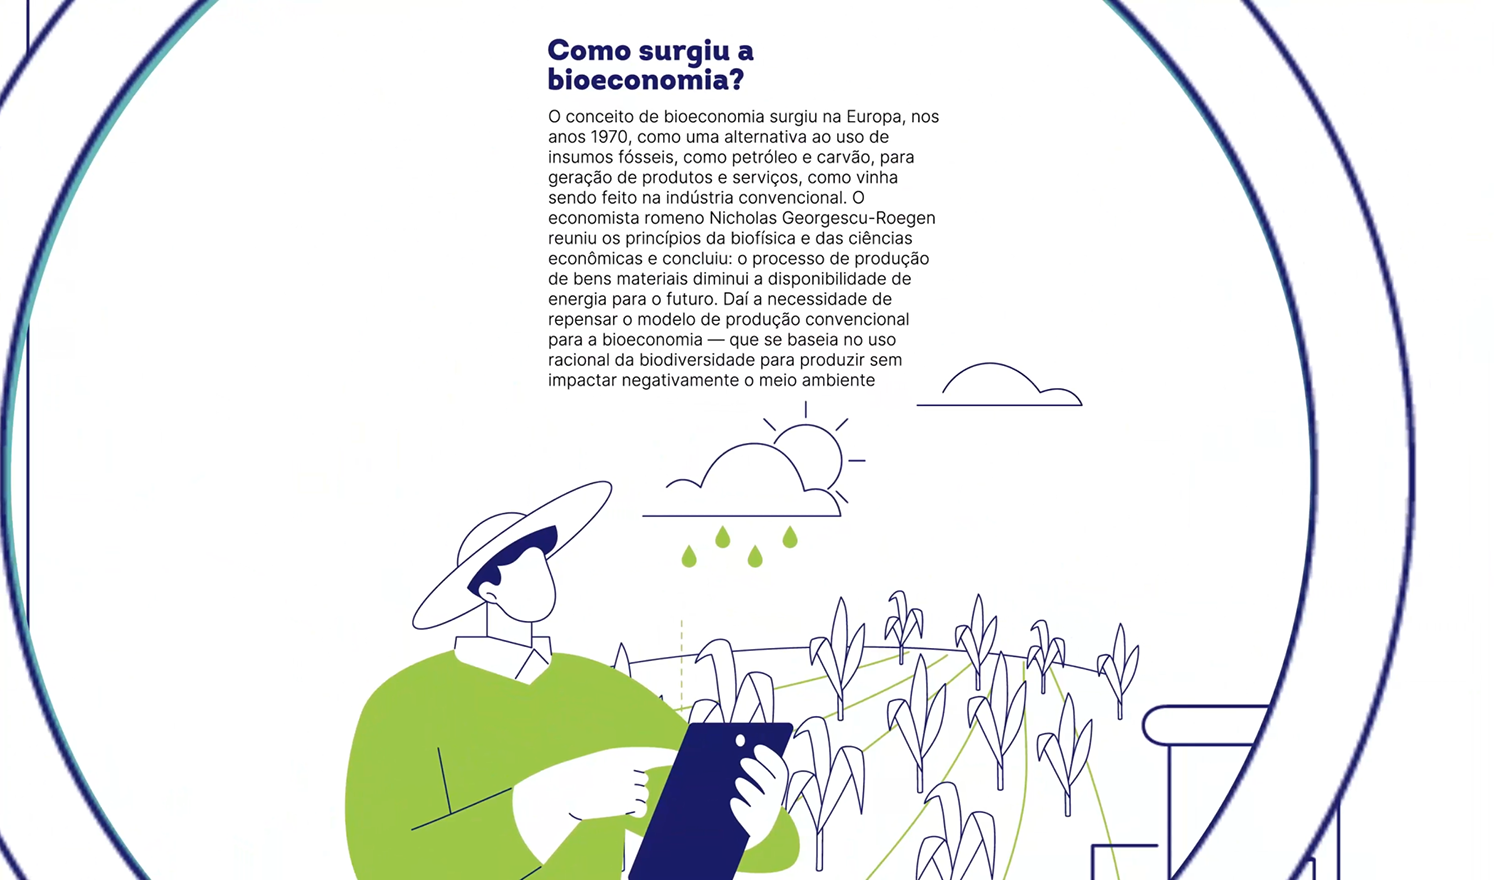 Como surgiu a
bioeconomia?
O conceito de bioeconomia surgiu na Europa, nos
anos 1970, como uma alternativa ao uso de
insumos fósseis, como petróleo e carvão, para
geração de produtos e serviços, como vinha
sendo feito na indústria convencional. O
economista romeno Nicholas Georgescu-Roegen
reuniu os princípios da biofísica e das ciências
econômicas e concluiu: o processo de produção
de bens materiais diminui a disponibilidade de
energia para o futuro. Daí a necessidade de
repensar o modelo de produção convencional
para a bioeconomia — que se baseia no uso
racional da biodiversidade para produzir sem
impactar negativamente o meio ambiente